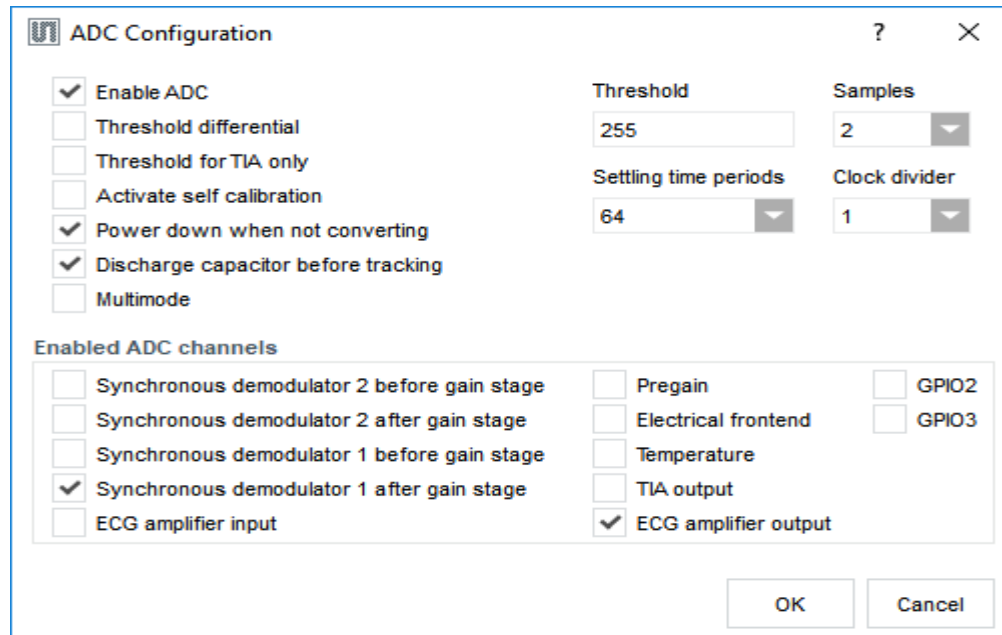 ADC Configuration ?
Enable ADC
Threshold differential
Threshold for TIA only
Activate self calibration
Power down when not converting
Discharge capacitor before tracking
Multimode
Threshold Samples
255 2
Settling time periods Clock divider
64 1
Enabled ADC channels
Synchronous demodulator 2 before gain stage
Synchronous demodulator 2 after gain stage
Synchronous demodulator 1 before gain stage
Synchronous demodulator 1 after gain stage
ECG amplifier input
Pregain
Electrical frontend
Temperature
TIA output
ECG amplifier output
GPIO2
GPIO3
OK Cancel